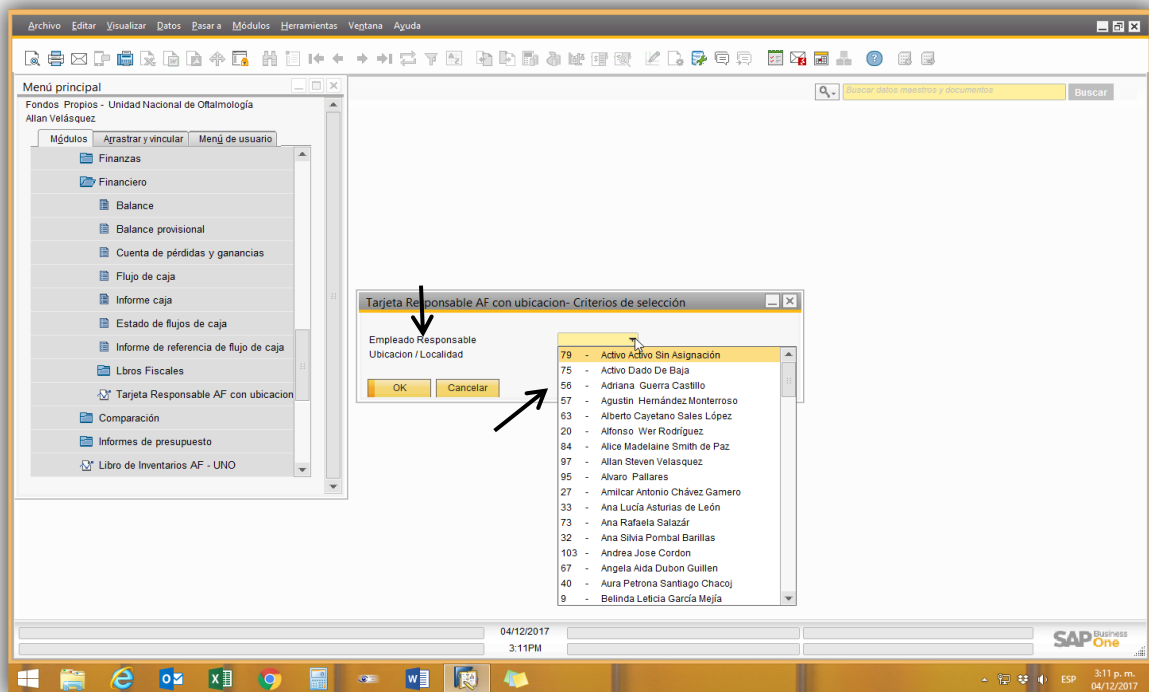 Archivo Editar Visualizar Datos Pasar a Módulos Herramientas Ventana Ayuda
Buscar datos maestros y documentos
Buscar
Menú principal
Fondos Propios - Unidad Nacional de Oftalmología
Allan Velásquez
Módulos Arrastrar y vincular Menú de usuario
Finanzas
Financiero
Balance
Balance provisional
Cuenta de pérdidas y ganancias
Flujo de caja
Informe caja
Estado de flujos de caja
Informe de referencia de flujo de caja
Lbros Fiscales
Tarjeta Responsable AF con ubicacion
Comparación
Informes de presupuesto
Libro de Inventarios AF - UNO
Tarjeta Responsable AF con ubicacion- Criterios de selección
Empleado Responsable
Ubicacion / Localidad
OK Cancelar
79 - Activo Activo Sin Asignación
75 - Activo Dado De Baja
56 - Adriana Guerra Castillo
57 - Agustin Hernández Monterroso
63 - Alberto Cayetano Sales López
20 - Alfonso Wer Rodríguez
84 - Alice Madelaine Smith de Paz
97 - Allan Steven Velasquez
95 - Alvaro Pallares
27 - Amilcar Antonio Chávez Gamero
33 - Ana Lucía Asturias de León
73 - Ana Rafaela Salazár
32 - Ana Silvia Pombal Barillas
103 - Andrea Jose Cordon
67 - Angela Aida Dubon Guillen
40 - Aura Petrona Santiago Chacoj
9 - Belinda Leticia García Mejía
04/12/2017
3:11PM
SAP Business One
ESP
3:11 p. m.
04/12/2017